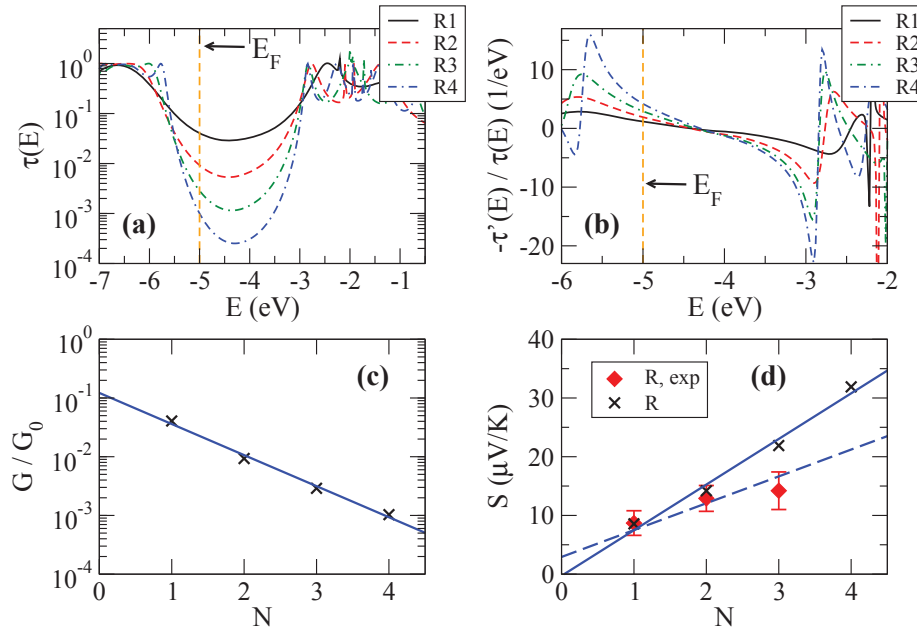 R1
R2
R3
R4
E_F
10^0
10^-1
10^-2
10^-3
10^-4
τ(E)
(a)
-7 -6 -5 -4 -3 -2 -1
E (eV)
R1
R2
R3
R4
10
0
-10
-20
-τ'(E) / τ(E) (1/eV)
E_F
(b)
-6 -5 -4 -3 -2
E (eV)
10^0
10^-1
10^-2
10^-3
10^-4
G / G_0
(c)
0 1 2 3 4
N
40
30
20
10
0
S (μV/K)
R, exp
R
(d)
0 1 2 3 4
N